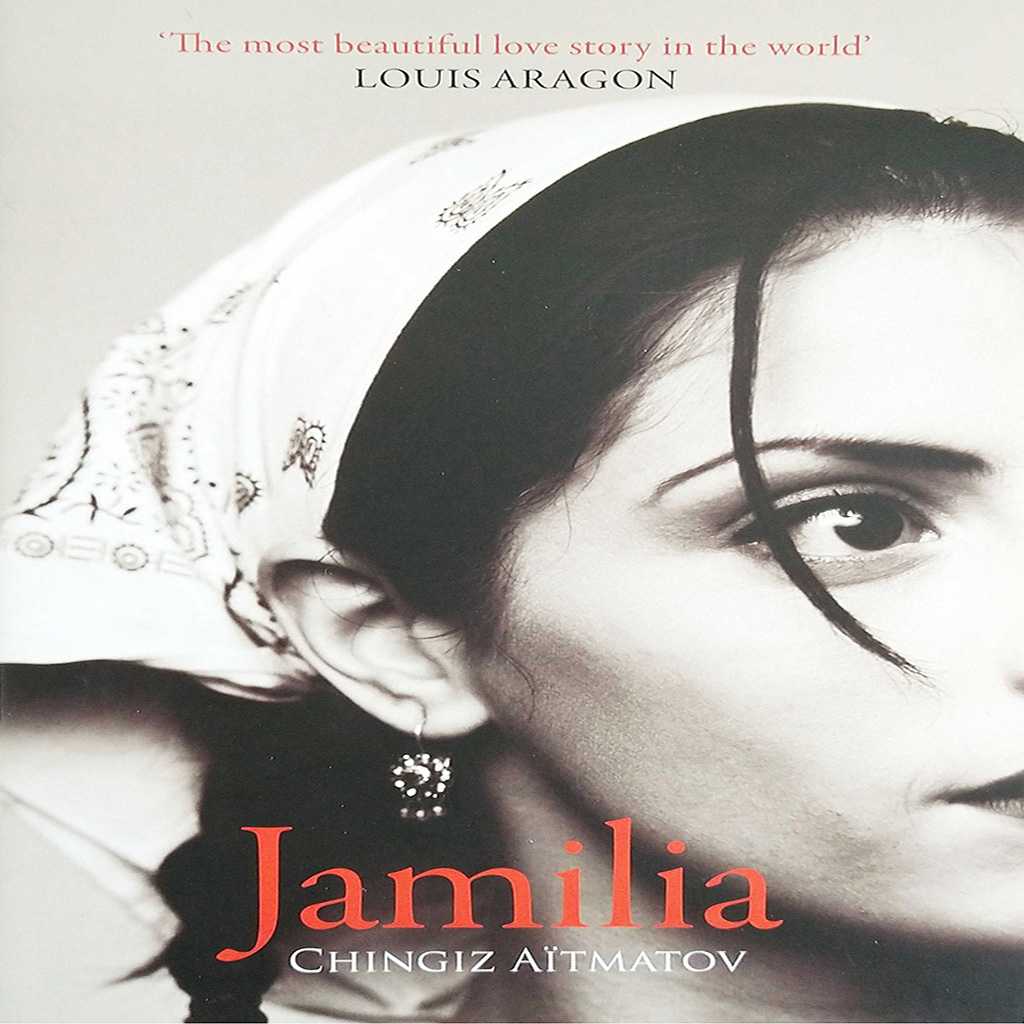 ‘The most beautiful love story in the world’
LOUIS ARAGON
Jamilia
CHINGIZ AÏTMATOV